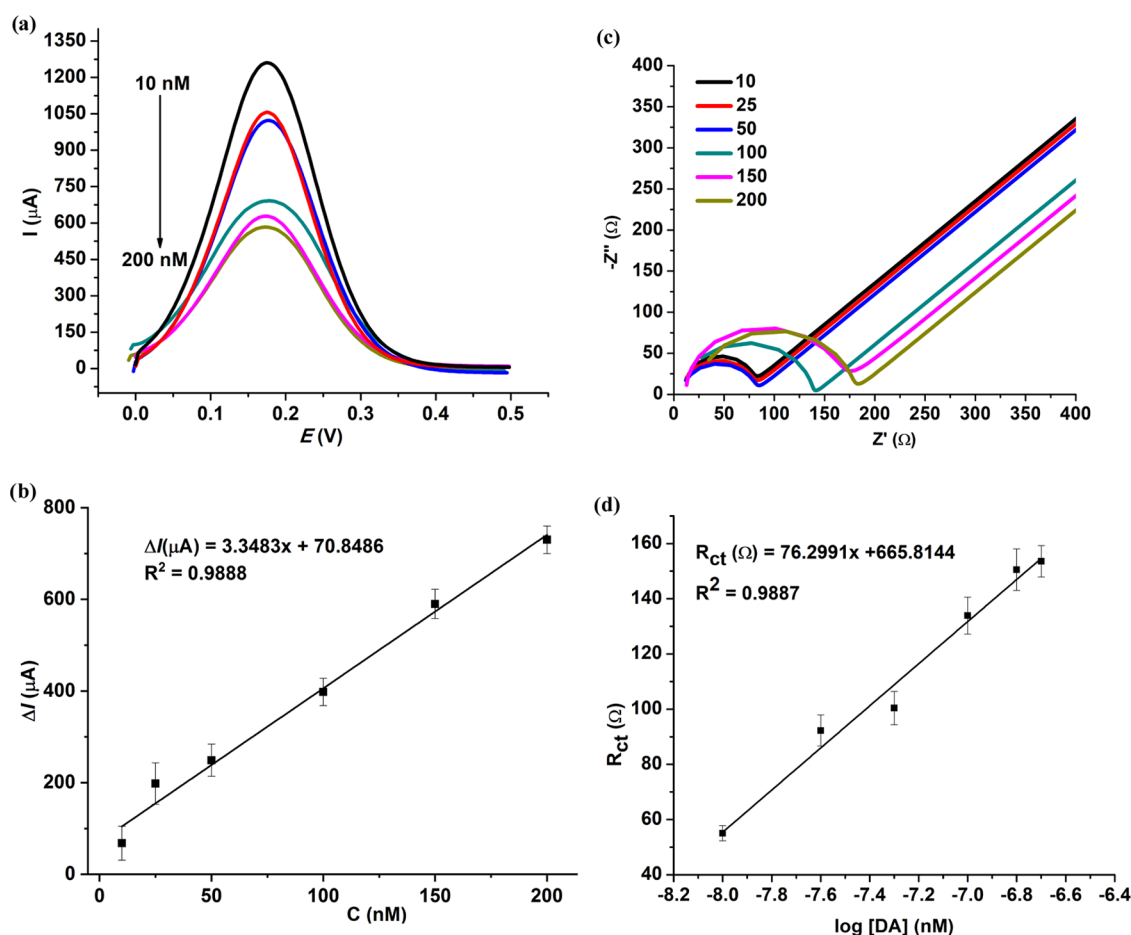 (a)
1350
1200
1050
900
750
600
450
300
150
0
I (μA)
10 nM
200 nM
0.0 0.1 0.2 0.3 0.4 0.5
E (V)
(c)
400
350
300
250
200
150
100
50
0
-Z'' (Ω)
10
25
50
100
150
200
0 50 100 150 200 250 300 350 400
Z' (Ω)
(b)
800
600
400
200
0
ΔI (μA)
ΔI(μA) = 3.3483x + 70.8486
R² = 0.9888
0 50 100 150 200
C (nM)
(d)
160
140
120
100
80
60
40
Rct (Ω)
Rct (Ω) = 76.2991x +665.8144
R² = 0.9887
-8.2 -8.0 -7.8 -7.6 -7.4 -7.2 -7.0 -6.8 -6.6 -6.4
log [DA] (nM)